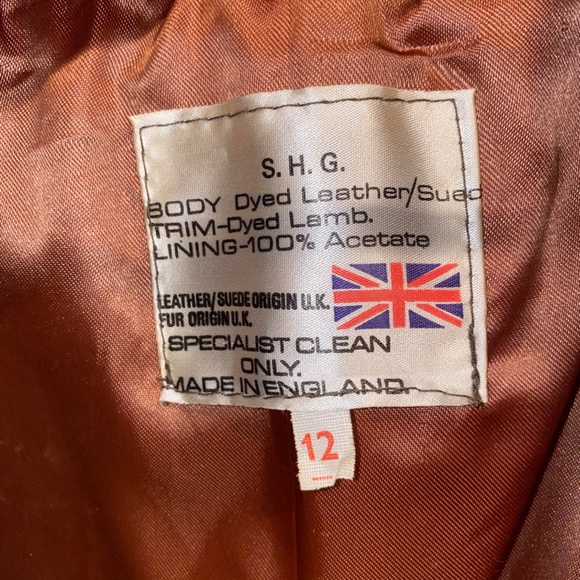 S. H. G.
BODY Dyed Leather/Sued
TRIM-Dyed Lamb.
LINING-100% Acetate
LEATHER/SUEDE ORIGIN U.K.
FUR ORIGIN U.K.
SPECIALIST CLEAN
ONLY.
MADE IN ENGLAND.
12